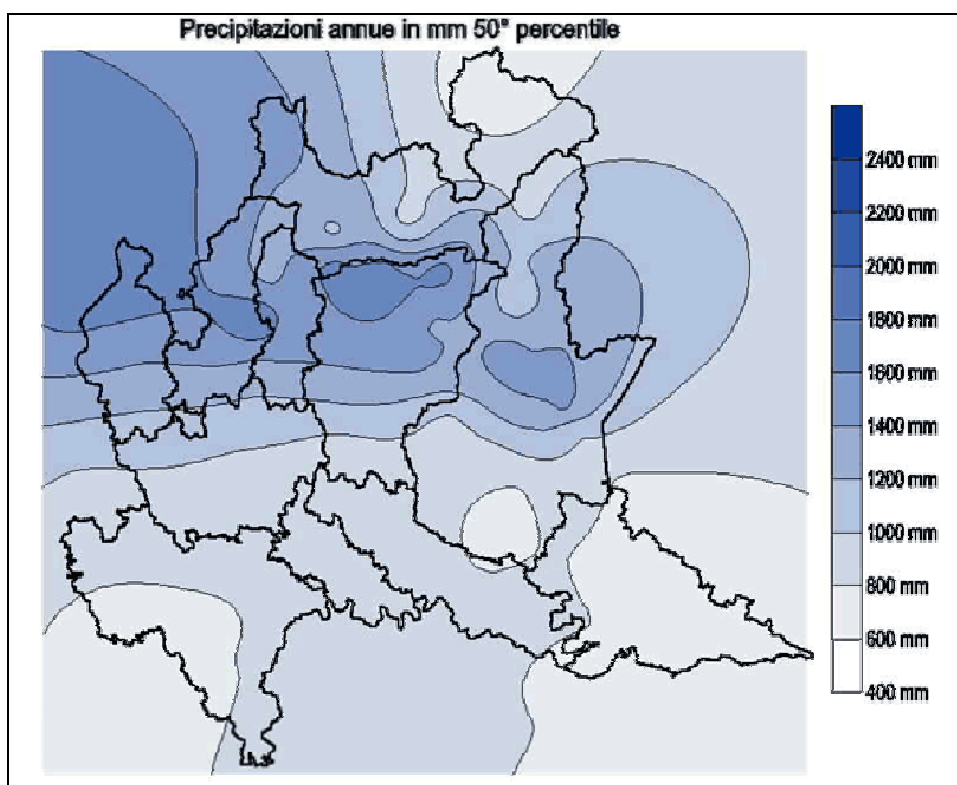 Precipitazioni annue in mm 50° percentile
2400 mm
2200 mm
2000 mm
1800 mm
1600 mm
1400 mm
1200 mm
1000 mm
800 mm
600 mm
400 mm